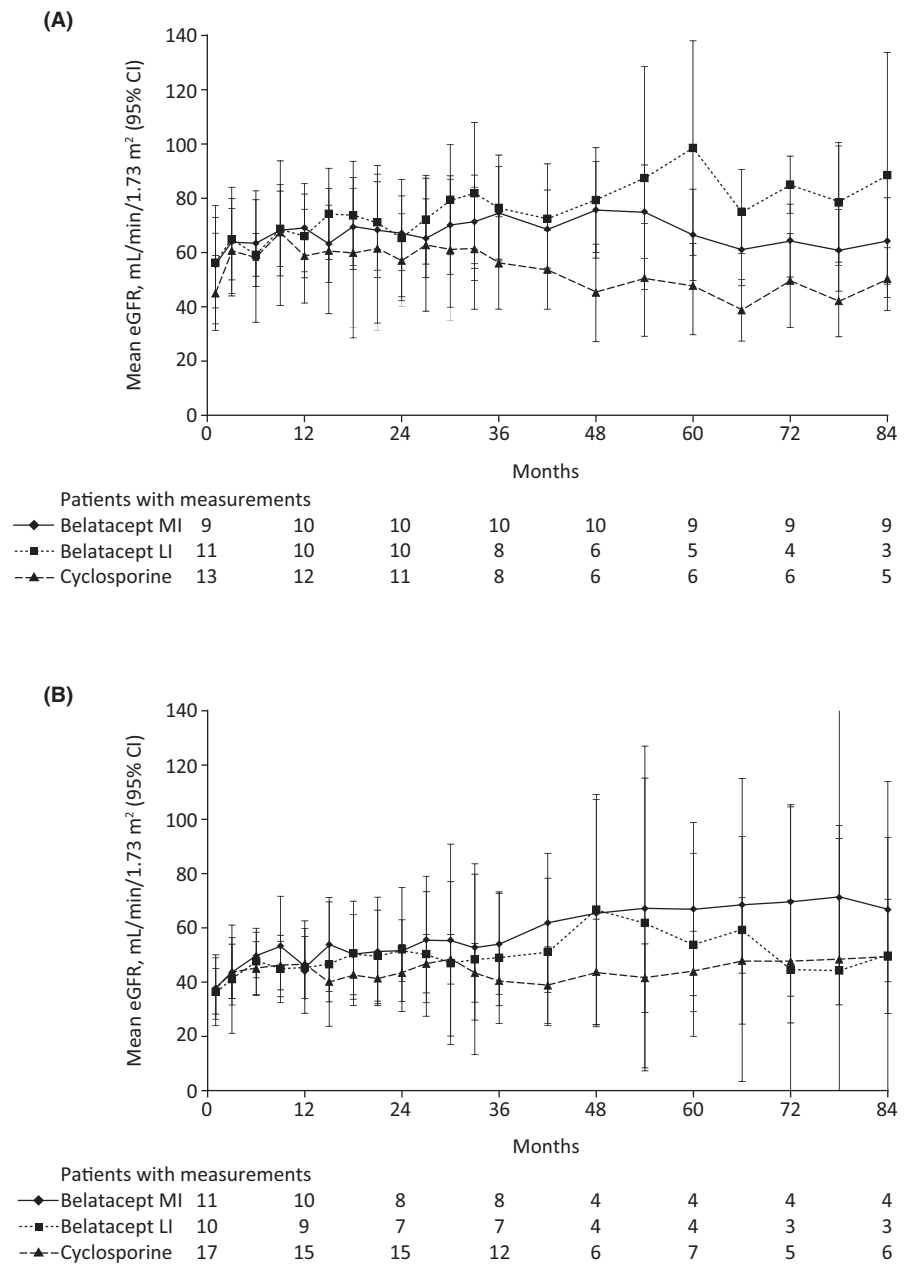 (A)
Mean eGFR, mL/min/1.73 m² (95% CI)
140
120
100
80
60
40
20
0
0 12 24 36 48 60 72 84
Months
Patients with measurements
Belatacept MI 9 10 10 10 10 9 9 9
Belatacept LI 11 10 10 8 6 5 4 3
Cyclosporine 13 12 11 8 6 6 6 5
(B)
Mean eGFR, mL/min/1.73 m² (95% CI)
140
120
100
80
60
40
20
0
0 12 24 36 48 60 72 84
Months
Patients with measurements
Belatacept MI 11 10 8 8 4 4 4 4
Belatacept LI 10 9 7 7 4 4 3 3
Cyclosporine 17 15 15 12 6 7 5 6